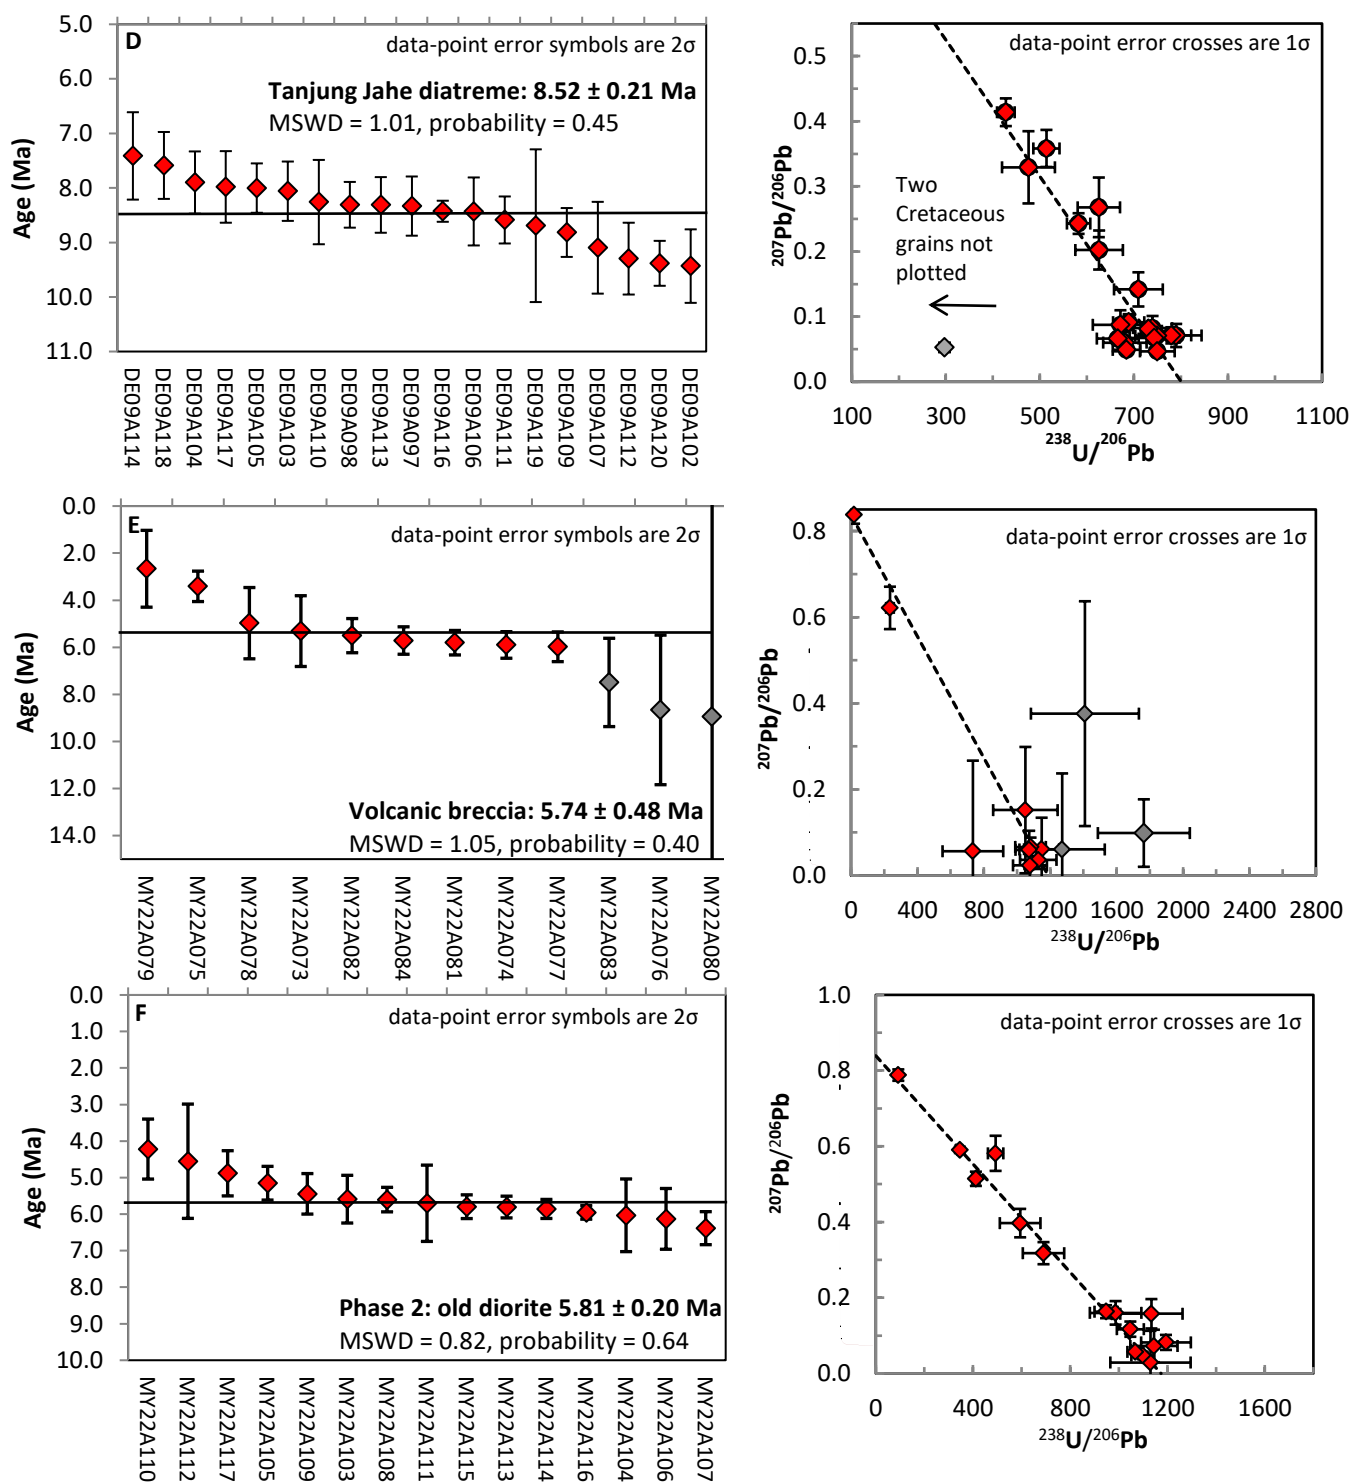 D
data-point error symbols are 2σ
Tanjung Jahe diatreme: 8.52 ± 0.21 Ma
MSWD = 1.01, probability = 0.45
Age (Ma)
5.0
6.0
7.0
8.0
9.0
10.0
11.0
DE09A114
DE09A118
DE09A104
DE09A117
DE09A105
DE09A103
DE09A110
DE09A098
DE09A113
DE09A097
DE09A116
DE09A106
DE09A111
DE09A119
DE09A109
DE09A107
DE09A112
DE09A120
DE09A102
data-point error crosses are 1σ
Two
Cretaceous
grains not
plotted
207Pb/206Pb
0.5
0.4
0.3
0.2
0.1
0.0
100 300 500 700 900 1100
238U/206Pb
E
data-point error symbols are 2σ
Volcanic breccia: 5.74 ± 0.48 Ma
MSWD = 1.05, probability = 0.40
Age (Ma)
0.0
2.0
4.0
6.0
8.0
10.0
12.0
14.0
MY22A079
MY22A075
MY22A078
MY22A073
MY22A082
MY22A084
MY22A081
MY22A074
MY22A077
MY22A083
MY22A076
MY22A080
data-point error crosses are 1σ
207Pb/206Pb
0.8
0.6
0.4
0.2
0.0
0 400 800 1200 1600 2000 2400 2800
238U/206Pb
F
data-point error symbols are 2σ
Phase 2: old diorite 5.81 ± 0.20 Ma
MSWD = 0.82, probability = 0.64
Age (Ma)
0.0
1.0
2.0
3.0
4.0
5.0
6.0
7.0
8.0
9.0
10.0
MY22A110
MY22A112
MY22A117
MY22A105
MY22A109
MY22A103
MY22A108
MY22A111
MY22A115
MY22A113
MY22A114
MY22A116
MY22A104
MY22A106
MY22A107
data-point error crosses are 1σ
207Pb/206Pb
1.0
0.8
0.6
0.4
0.2
0.0
0 400 800 1200 1600
238U/206Pb